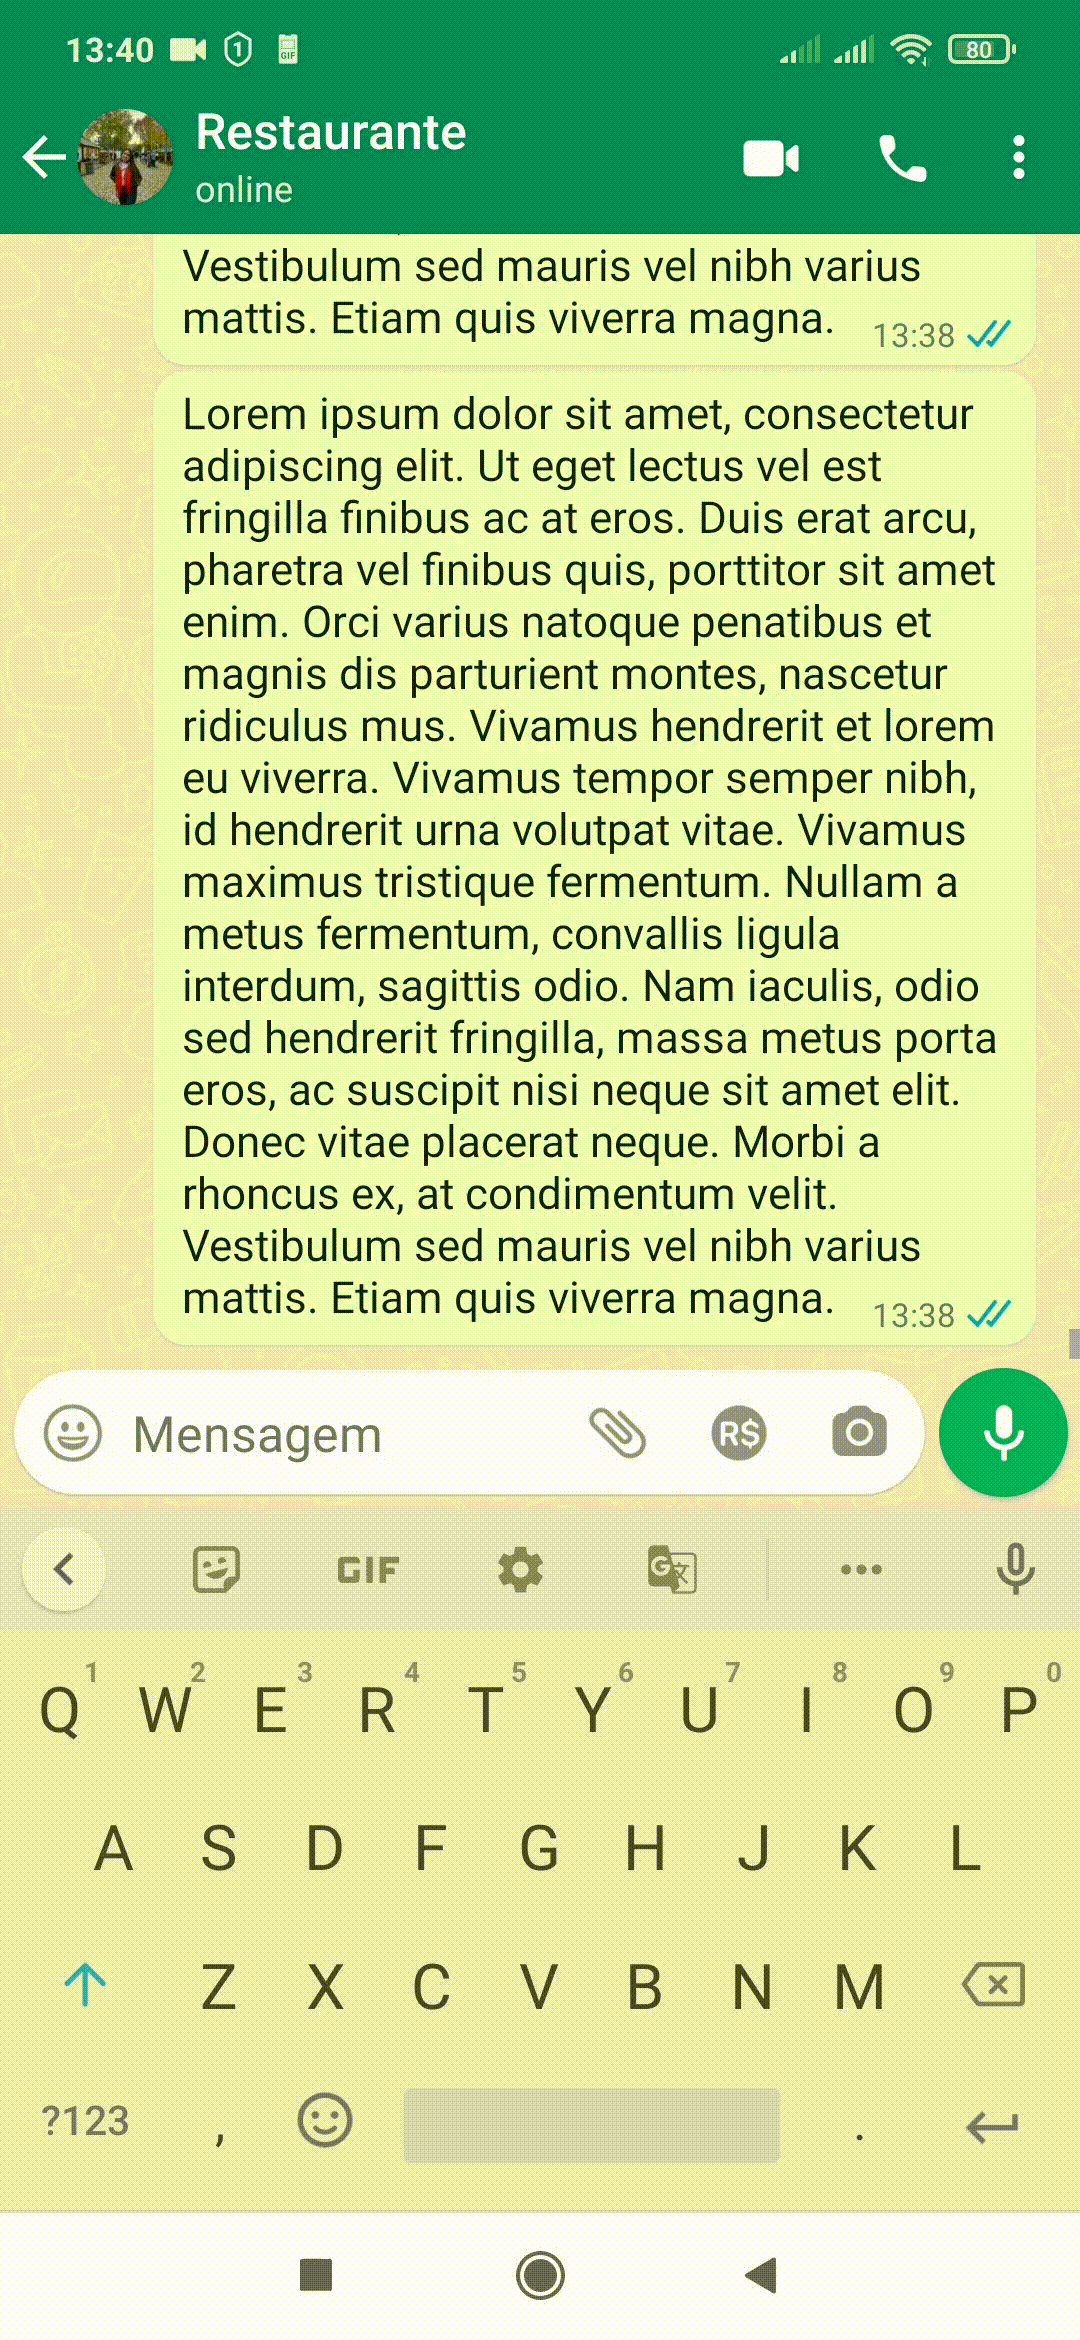 13:40
1
GIF
80
Restaurante
online
Vestibulum sed mauris vel nibh varius
mattis. Etiam quis viverra magna.
13:38
Lorem ipsum dolor sit amet, consectetur
adipiscing elit. Ut eget lectus vel est
fringilla finibus ac at eros. Duis erat arcu,
pharetra vel finibus quis, porttitor sit amet
enim. Orci varius natoque penatibus et
magnis dis parturient montes, nascetur
ridiculus mus. Vivamus hendrerit et lorem
eu viverra. Vivamus tempor semper nibh,
id hendrerit urna volutpat vitae. Vivamus
maximus tristique fermentum. Nullam a
metus fermentum, convallis ligula
interdum, sagittis odio. Nam iaculis, odio
sed hendrerit fringilla, massa metus porta
eros, ac suscipit nisi neque sit amet elit.
Donec vitae placerat neque. Morbi a
rhoncus ex, at condimentum velit.
Vestibulum sed mauris vel nibh varius
mattis. Etiam quis viverra magna.
13:38
Mensagem
R$
GIF
G 文
1 2 3 4 5 6 7 8 9 0
Q W E R T Y U I O P
A S D F G H J K L
Z X C V B N M
?123 , .